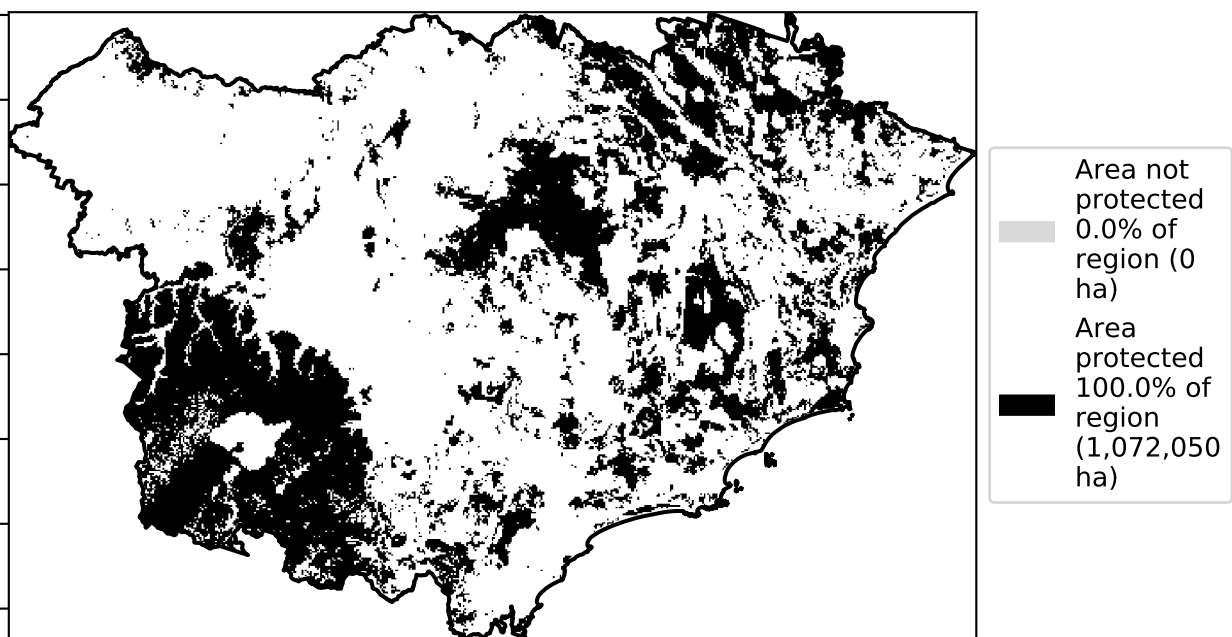 Area not
protected
0.0% of
region (0
ha)
Area
protected
100.0% of
region
(1,072,050
ha)